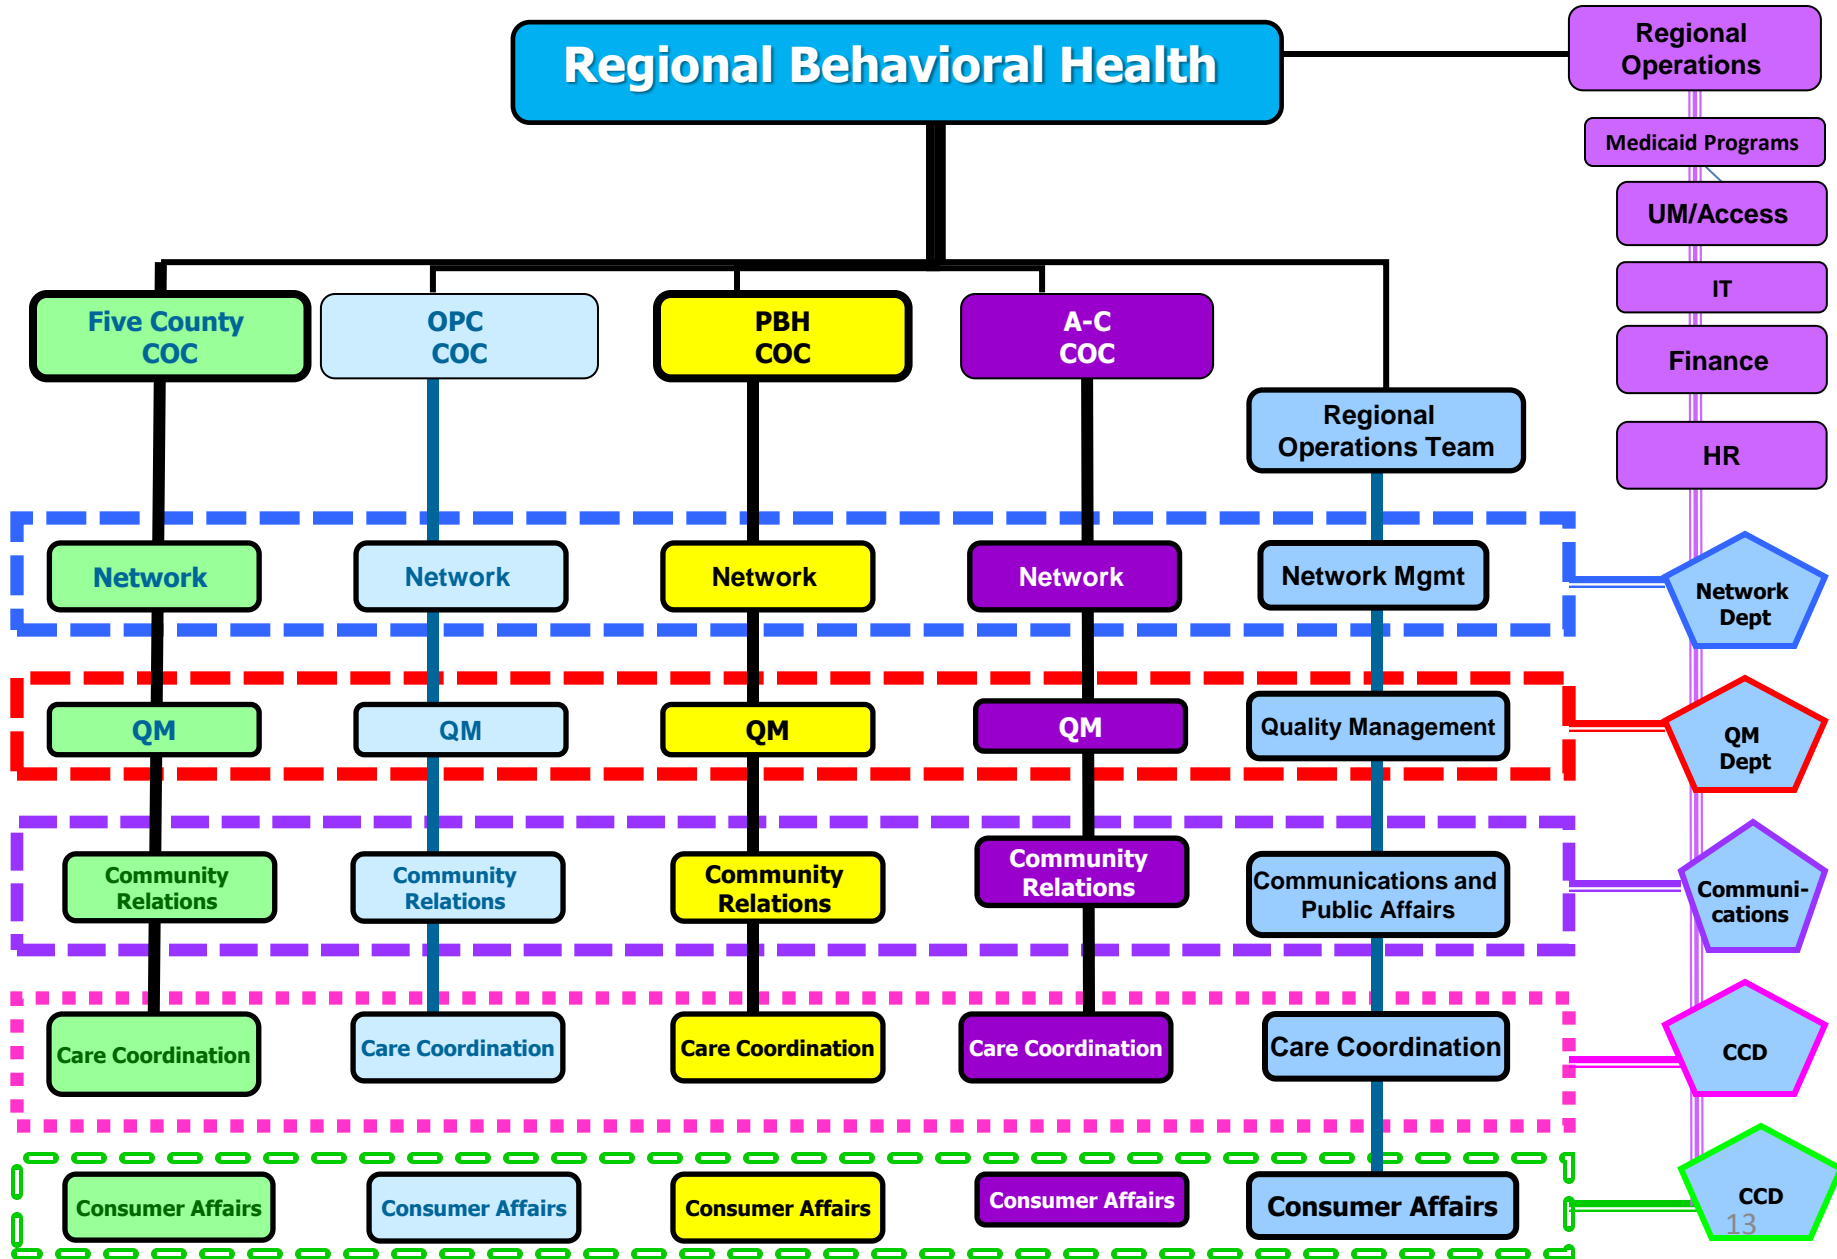 Regional Behavioral Health
Regional
Operations
Medicaid Programs
UM/Access
IT
Finance
HR
Five County
COC
OPC
COC
PBH
COC
A-C
COC
Regional
Operations Team
Network
Network
Network
Network
Network Mgmt
Network
Dept
QM
QM
QM
QM
Quality Management
QM
Dept
Community
Relations
Community
Relations
Community
Relations
Community
Relations
Communications and
Public Affairs
Communi-
cations
Care Coordination
Care Coordination
Care Coordination
Care Coordination
Care Coordination
CCD
Consumer Affairs
Consumer Affairs
Consumer Affairs
Consumer Affairs
Consumer Affairs
CCD
13